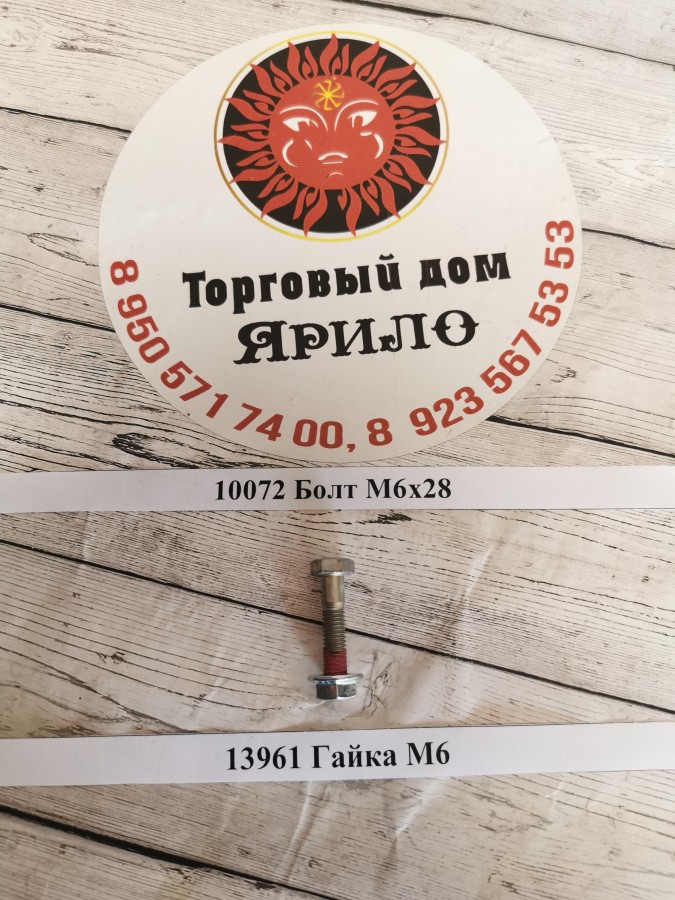 Торговый дом
ЯРИЛО
8 950 571 74 00, 8 923 567 53 53
10072 Болт М6х28
13961 Гайка М6